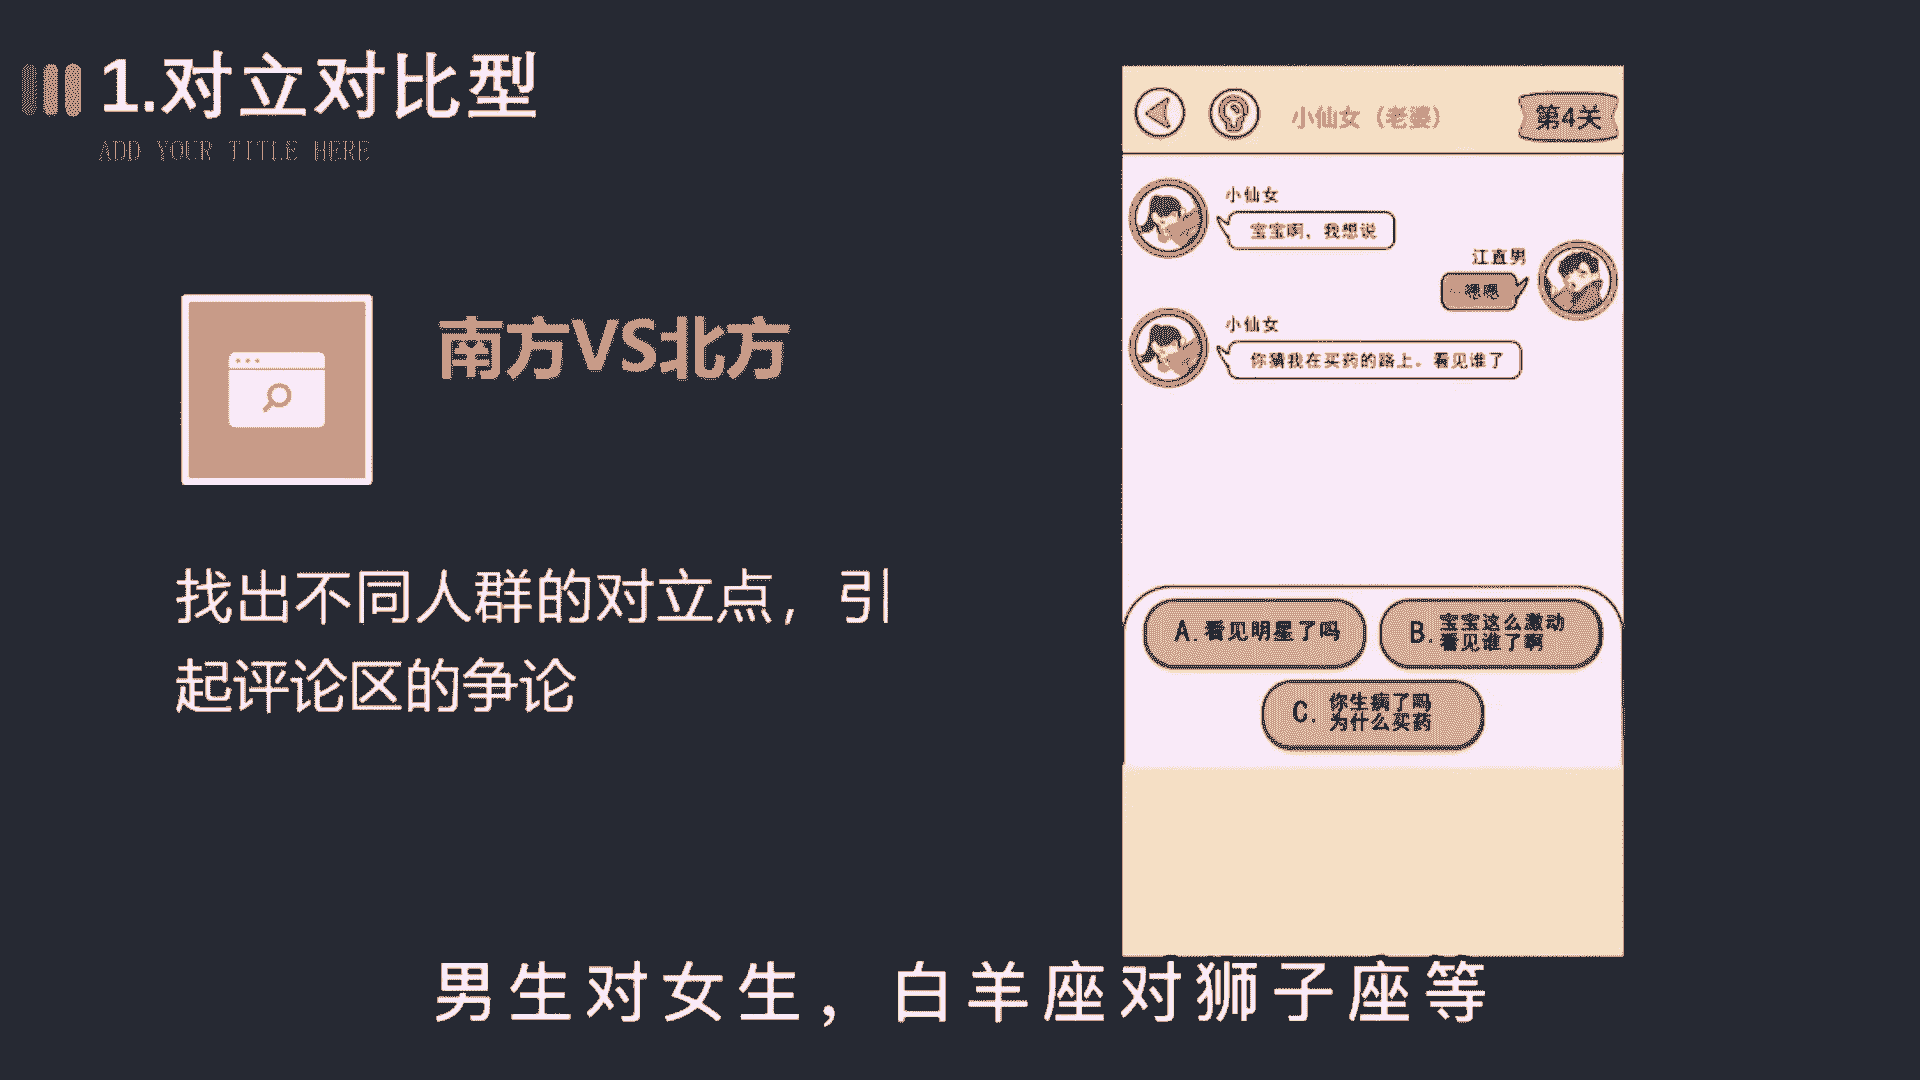 1.对立对比型
ADD YOUR TITLE HERE
南方VS北方
找出不同人群的对立点，引
起评论区的争论
小仙女（老婆）
第4关
小仙女
宝宝啊，我想说
江直男
嗯嗯
小仙女
你猜我在买药的路上，看见谁了
A.看见明星了吗
B.宝宝这么激动
看见谁了啊
C.你生病了吗
为什么买药
男生对女生，白羊座对狮子座等